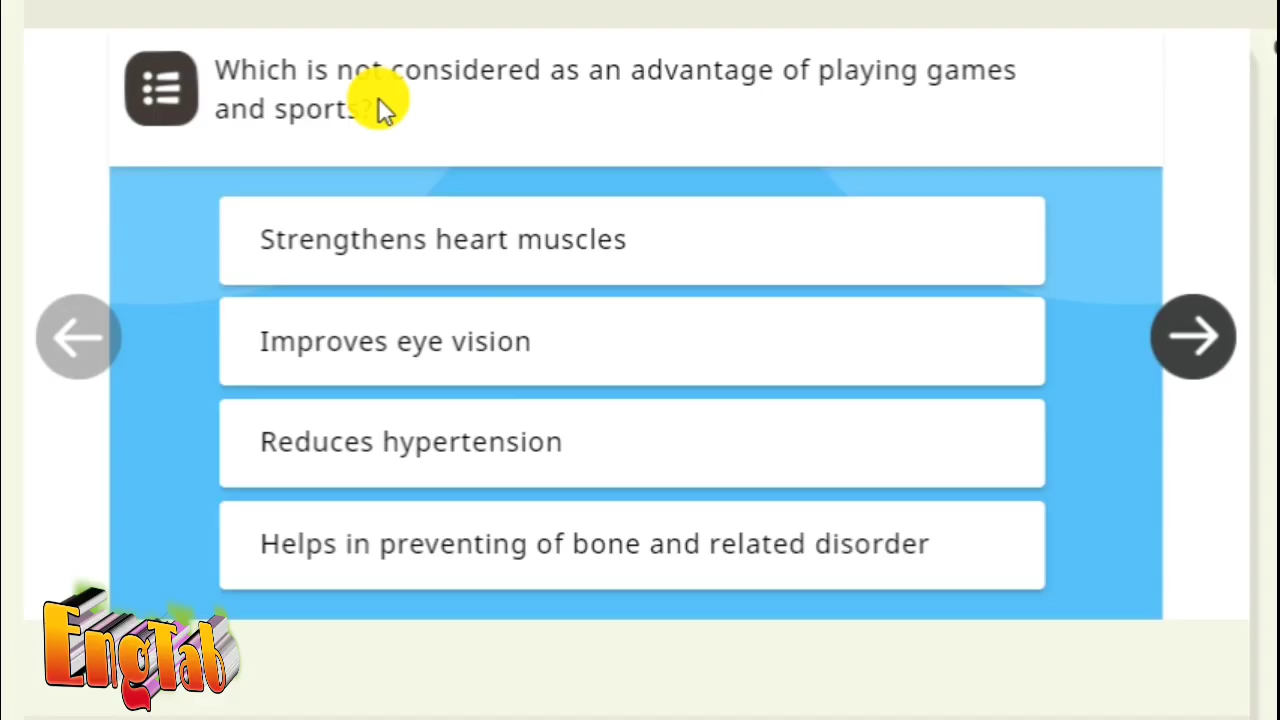 Which is not considered as an advantage of playing games
and sports?
Strengthens heart muscles
Improves eye vision
Reduces hypertension
Helps in preventing of bone and related disorder
EngTab